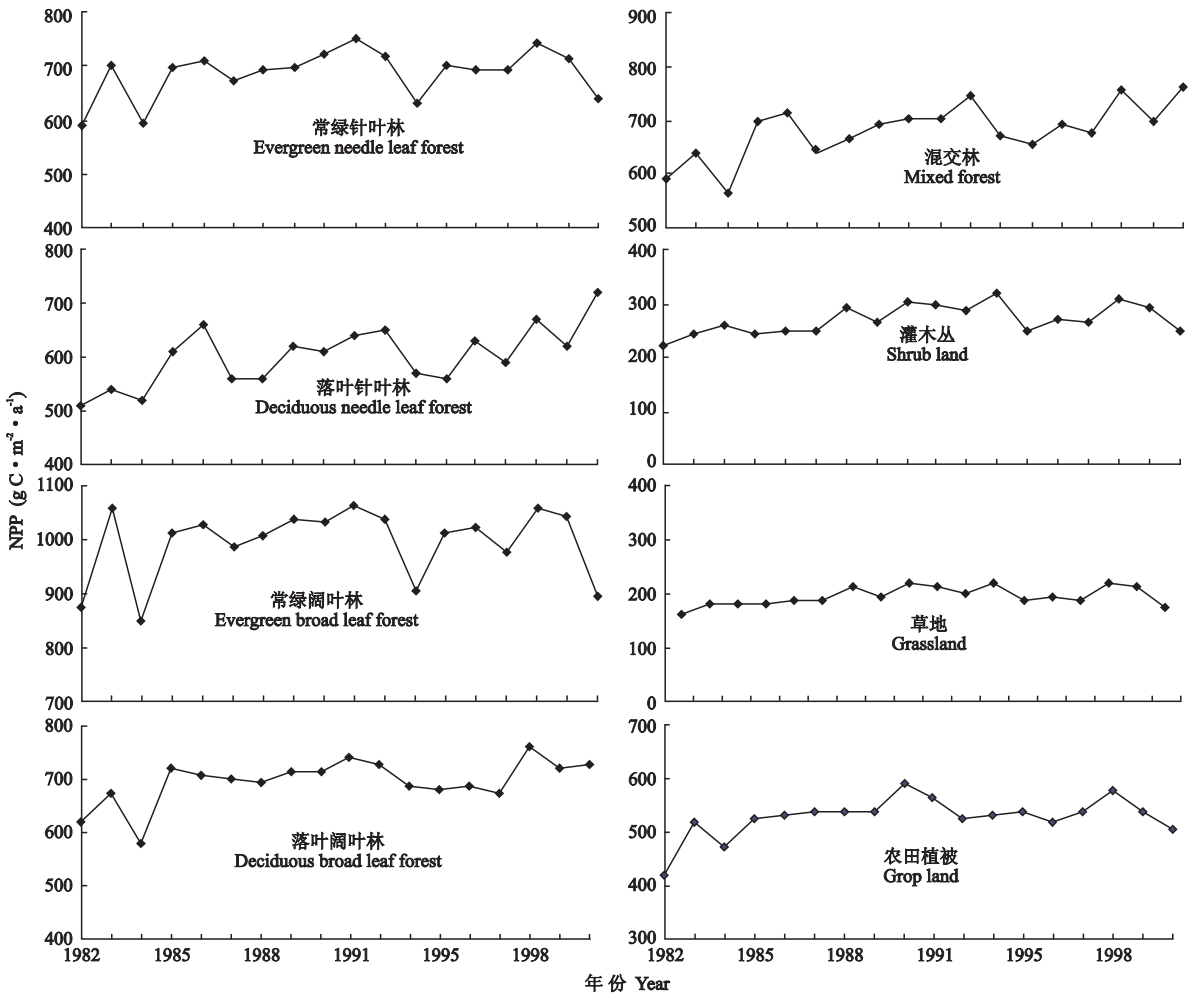 NPP (g C • m⁻² • a⁻¹)
800
700
600
500
400
常绿针叶林
Evergreen needle leaf forest
900
800
700
600
500
混交林
Mixed forest
800
700
600
500
400
落叶针叶林
Deciduous needle leaf forest
400
300
200
100
0
灌木丛
Shrub land
1100
1000
900
800
700
常绿阔叶林
Evergreen broad leaf forest
400
300
200
100
0
草地
Grassland
800
700
600
500
400
落叶阔叶林
Deciduous broad leaf forest
1982 1985 1988 1991 1995 1998
700
600
500
400
300
农田植被
Grop land
1982 1985 1988 1991 1995 1998
年 份 Year